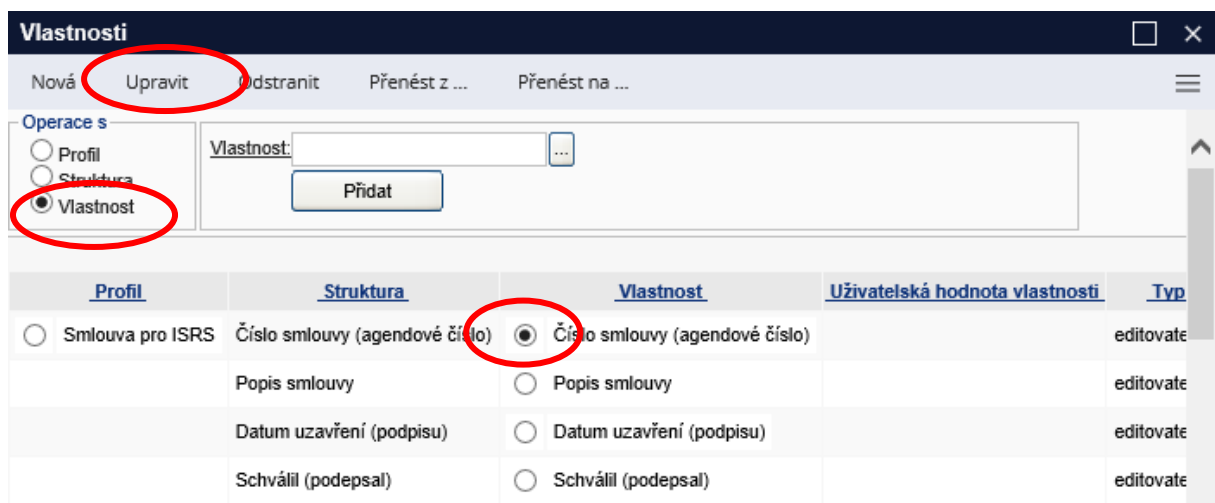 Vlastnosti
Nová Upravit Odstranit Přenést z ... Přenést na ...
Operace s
Profil
Struktura
Vlastnost
Vlastnost: ...
Přidat
Profil Struktura Vlastnost Uživatelská hodnota vlastnosti Typ
Smlouva pro ISRS Číslo smlouvy (agendové číslo) Číslo smlouvy (agendové číslo) editovate
Popis smlouvy Popis smlouvy editovate
Datum uzavření (podpisu) Datum uzavření (podpisu) editovate
Schválil (podepsal) Schválil (podepsal) editovate